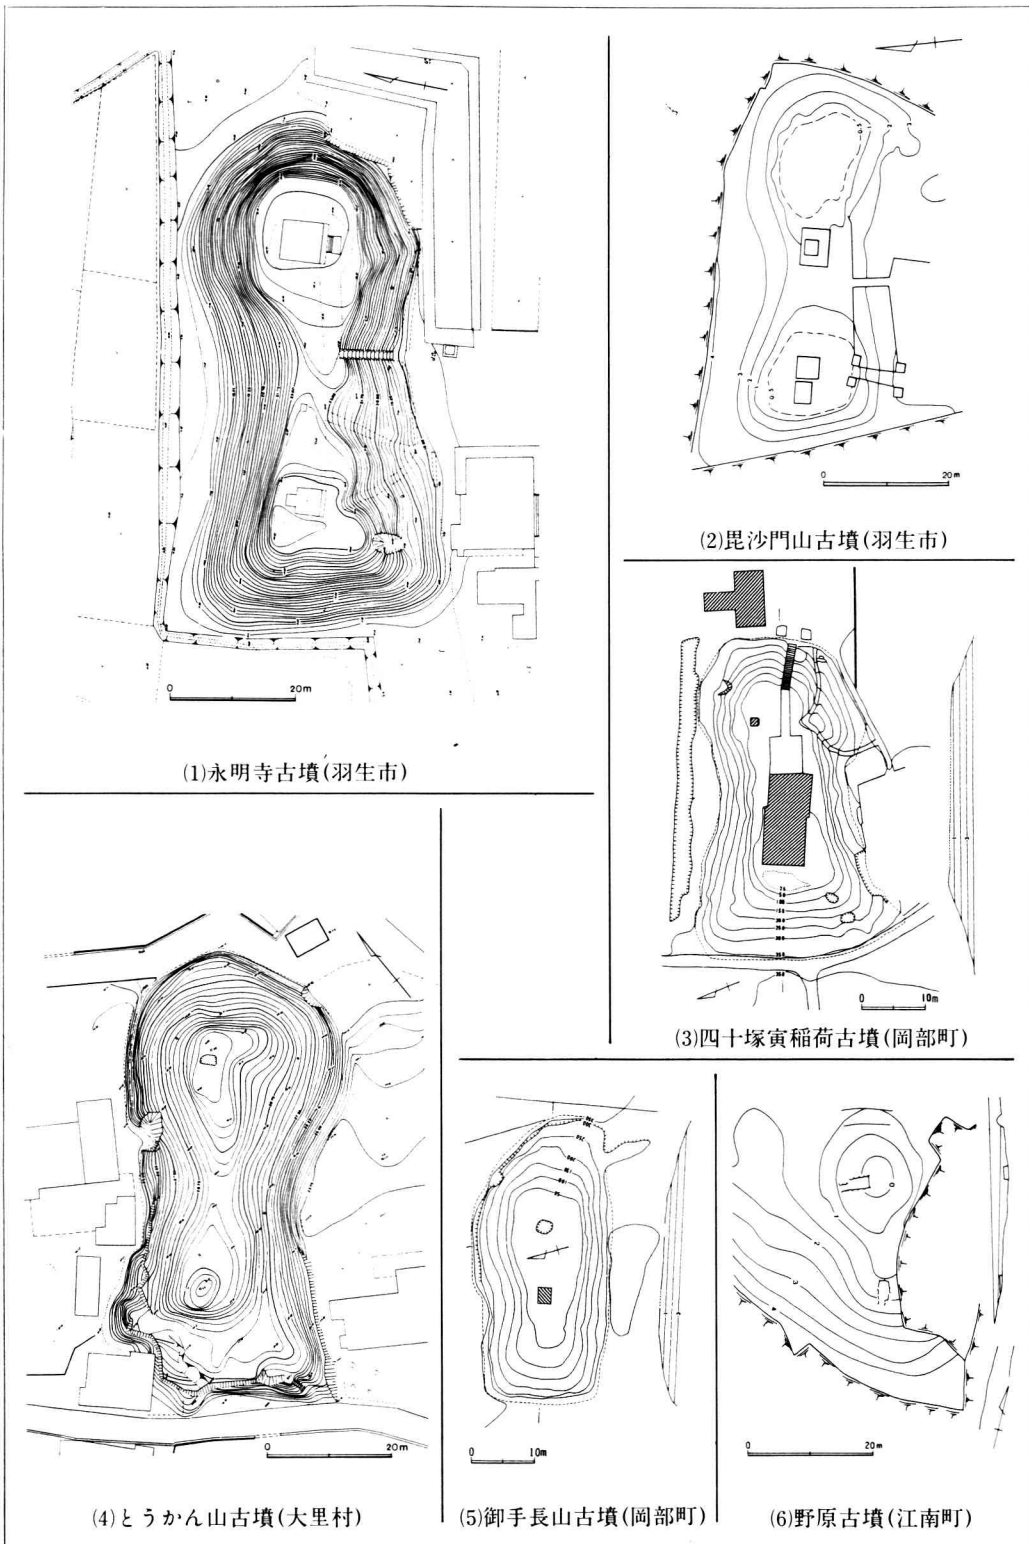 0 20m
(1)永明寺古墳(羽生市)
0 20m
(2)毘沙門山古墳(羽生市)
0 10m
(3)四十塚寅稲荷古墳(岡部町)
0 20m
(4)とうかん山古墳(大里村)
0 10m
(5)御手長山古墳(岡部町)
0 20m
(6)野原古墳(江南町)